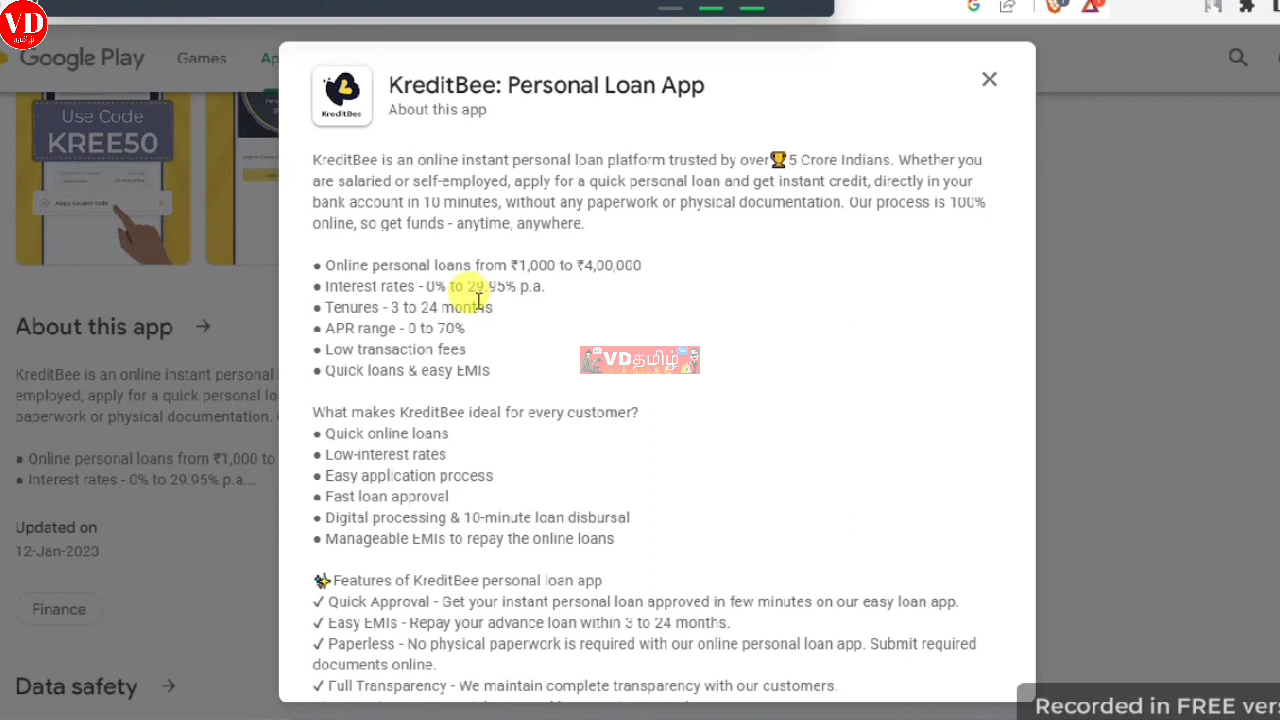 VD
தமிழ்
Google Play
Games
Use Code
KREE50
Apply Coupon code
About this app
KreditBee is an online instant personal loan
employed, apply for a quick personal loan
paperwork or physical documentation.
● Online personal loans from ₹1,000 to
● Interest rates - 0% to 29.95% p.a....
Updated on
12-Jan-2023
Finance
Data safety
KreditBee
KreditBee: Personal Loan App
About this app
KreditBee is an online instant personal loan platform trusted by over🏆5 Crore Indians. Whether you
are salaried or self-employed, apply for a quick personal loan and get instant credit, directly in your
bank account in 10 minutes, without any paperwork or physical documentation. Our process is 100%
online, so get funds - anytime, anywhere.
● Online personal loans from ₹1,000 to ₹4,00,000
● Interest rates - 0% to 29.95% p.a.
● Tenures - 3 to 24 months
● APR range - 0 to 70%
● Low transaction fees
● Quick loans & easy EMIs
VDதமிழ்
What makes KreditBee ideal for every customer?
● Quick online loans
● Low-interest rates
● Easy application process
● Fast loan approval
● Digital processing & 10-minute loan disbursal
● Manageable EMIs to repay the online loans
✨Features of KreditBee personal loan app
✓ Quick Approval - Get your instant personal loan approved in few minutes on our easy loan app.
✓ Easy EMIs - Repay your advance loan within 3 to 24 months.
✓ Paperless - No physical paperwork is required with our online personal loan app. Submit required
documents online.
✓ Full Transparency - We maintain complete transparency with our customers.
Recorded in FREE vers